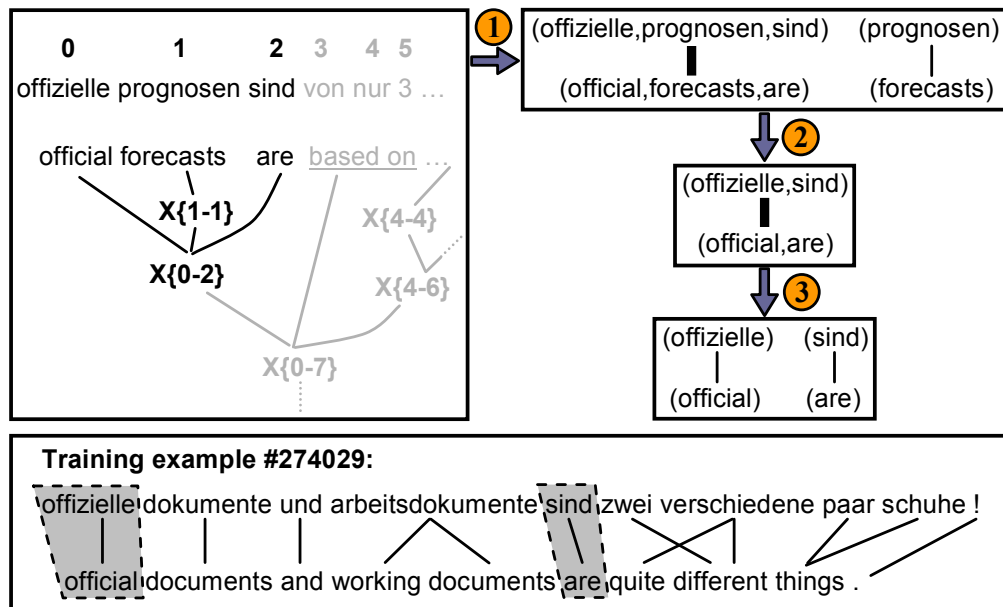 0 1 2 3 4 5
offizielle prognosen sind von nur 3 ...
official forecasts are based on ...
X{1-1}
X{4-4}
X{0-2}
X{4-6}
X{0-7}
1
(offizielle,prognosen,sind) (prognosen)
(official,forecasts,are) (forecasts)
2
(offizielle,sind)
(official,are)
3
(offizielle) (sind)
(official) (are)
Training example #274029:
offizielle dokumente und arbeitsdokumente sind zwei verschiedene paar schuhe !
official documents and working documents are quite different things .